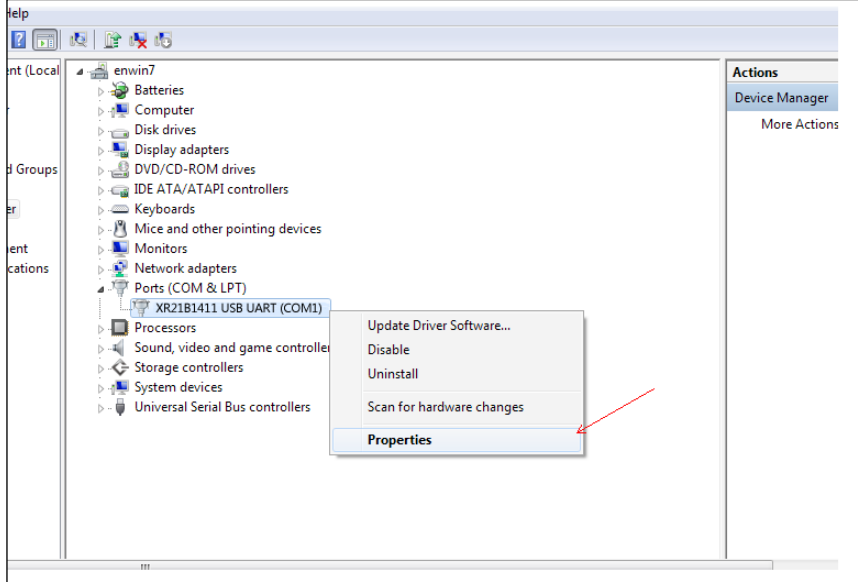 Help
ent (Local
d Groups
er
ent
cations
enwin7
Batteries
Computer
Disk drives
Display adapters
DVD/CD-ROM drives
IDE ATA/ATAPI controllers
Keyboards
Mice and other pointing devices
Monitors
Network adapters
Ports (COM & LPT)
XR21B1411 USB UART (COM1)
Processors
Sound, video and game controller
Storage controllers
System devices
Universal Serial Bus controllers
Update Driver Software...
Disable
Uninstall
Scan for hardware changes
Properties
Actions
Device Manager
More Actions